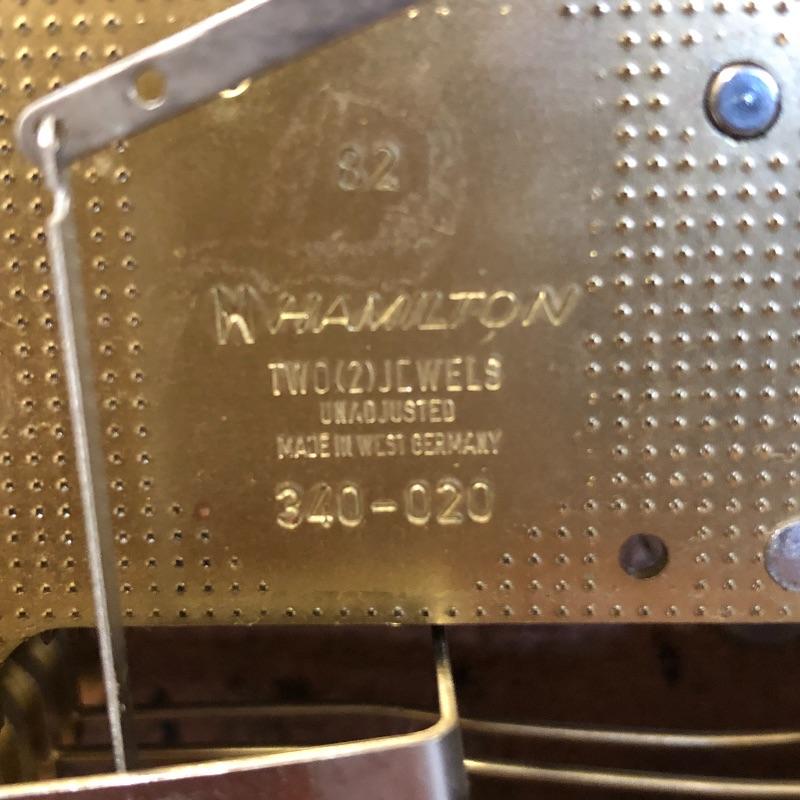 82
HAMILTON
TWO(2)JEWELS
UNADJUSTED
MADE IN WEST GERMANY
340-020